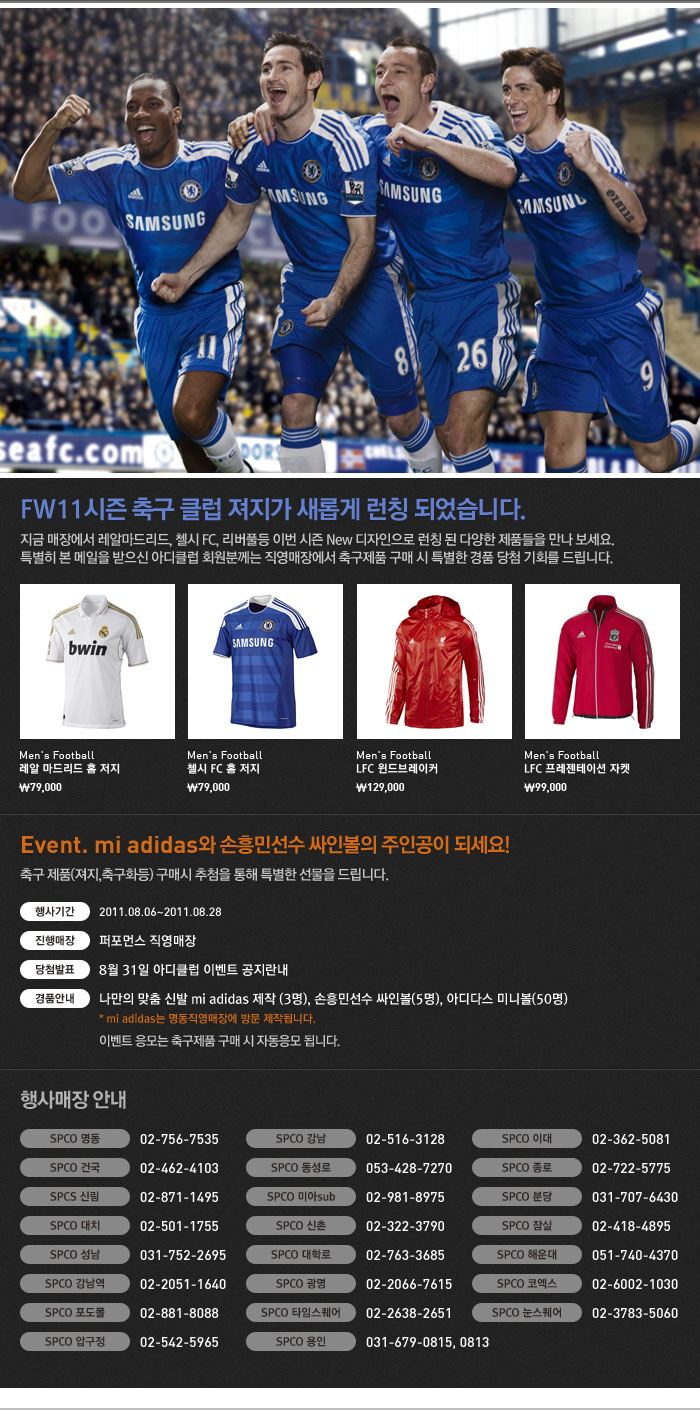 SAMSUNG
SAMSUNG
SAMSUNG
SAMSUNG
adidas
adidas
11
8
26
9
seafc.com
FW11시즌 축구 클럽 져지가 새롭게 런칭 되었습니다.
지금 매장에서 레알마드리드, 첼시 FC, 리버풀등 이번 시즌 New 디자인으로 런칭 된 다양한 제품들을 만나 보세요.
특별히 본 메일을 받으신 아디클럽 회원분께는 직영매장에서 축구제품 구매 시 특별한 경품 당첨 기회를 드립니다.
bwin
SAMSUNG
Men's Football
레알 마드리드 홈 저지
₩79,000
Men's Football
첼시 FC 홈 저지
₩79,000
Men's Football
LFC 윈드브레이커
₩129,000
Men's Football
LFC 프레젠테이션 자켓
₩99,000
Event. mi adidas와 손흥민선수 싸인볼의 주인공이 되세요!
축구 제품(져지,축구화등) 구매시 추첨을 통해 특별한 선물을 드립니다.
행사기간 2011.08.06~2011.08.28
진행매장 퍼포먼스 직영매장
당첨발표 8월 31일 아디클럽 이벤트 공지란내
경품안내 나만의 맞춤 신발 mi adidas 제작 (3명), 손흥민선수 싸인볼(5명), 아디다스 미니볼(50명)
* mi adidas는 명동직영매장에 방문 제작됩니다.
이벤트 응모는 축구제품 구매 시 자동응모 됩니다.
행사매장 안내
SPCO 명동 02-756-7535 SPCO 강남 02-516-3128 SPCO 이대 02-362-5081
SPCO 건국 02-462-4103 SPCO 동성로 053-428-7270 SPCO 종로 02-722-5775
SPCS 신림 02-871-1495 SPCO 미아sub 02-981-8975 SPCO 분당 031-707-6430
SPCO 대치 02-501-1755 SPCO 신촌 02-322-3790 SPCO 잠실 02-418-4895
SPCO 성남 031-752-2695 SPCO 대학로 02-763-3685 SPCO 해운대 051-740-4370
SPCO 강남역 02-2051-1640 SPCO 광명 02-2066-7615 SPCO 코엑스 02-6002-1030
SPCO 포도몰 02-881-8088 SPCO 타임스퀘어 02-2638-2651 SPCO 눈스퀘어 02-3783-5060
SPCO 압구정 02-542-5965 SPCO 용인 031-679-0815, 0813